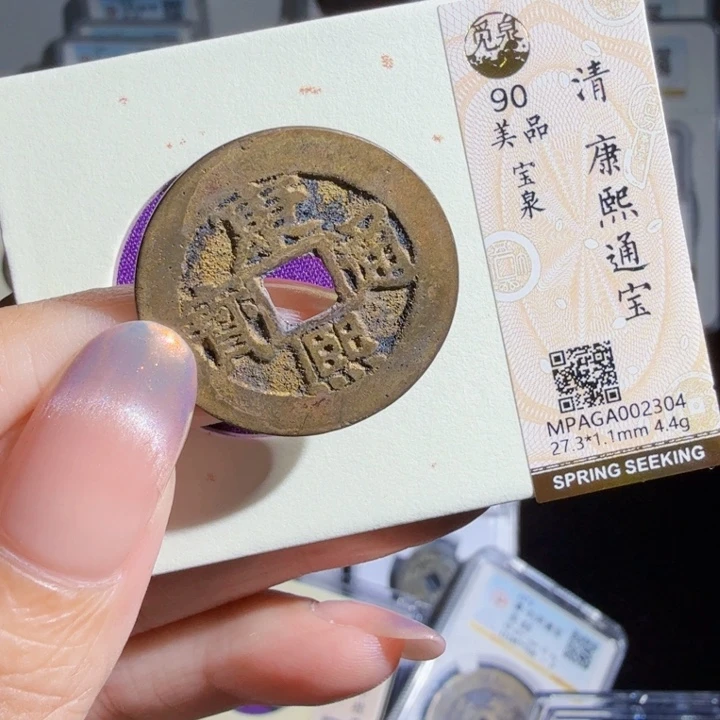 康熙通寳
觅泉
90
美品
宝泉
清 康熙通宝
MPAGA002304
27.3*1.1mm 4.4g
SPRING SEEKING